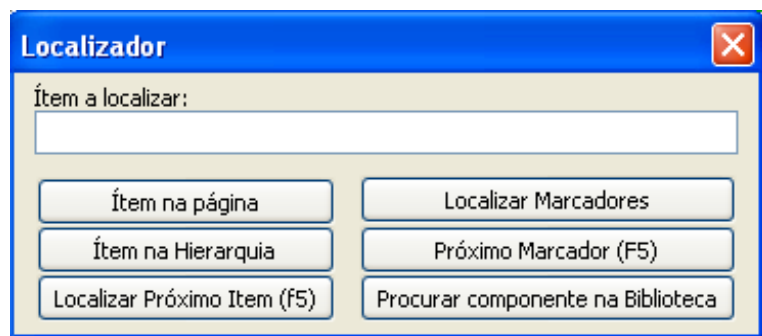 Localizador
Ítem a localizar:
Ítem na página
Localizar Marcadores
Ítem na Hierarquia
Próximo Marcador (F5)
Localizar Próximo Item (f5)
Procurar componente na Biblioteca